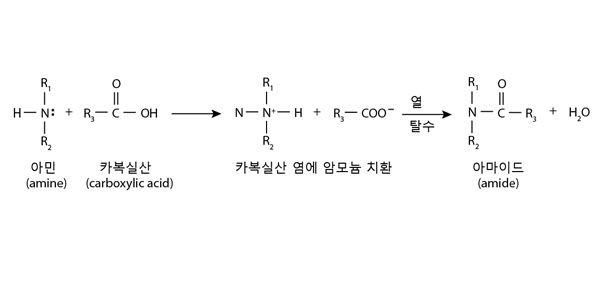 R₁ O R₁ R₁ O
H — N: + R₃ — C — OH → N — N⁺ — H + R₃ — COO⁻ 열 탈수 → N — C — R₃ + H₂O
R₂ R₂ R₂
아민 카복실산 카복실산 염에 암모늄 치환 아마이드
(amine) (carboxylic acid) (amide)